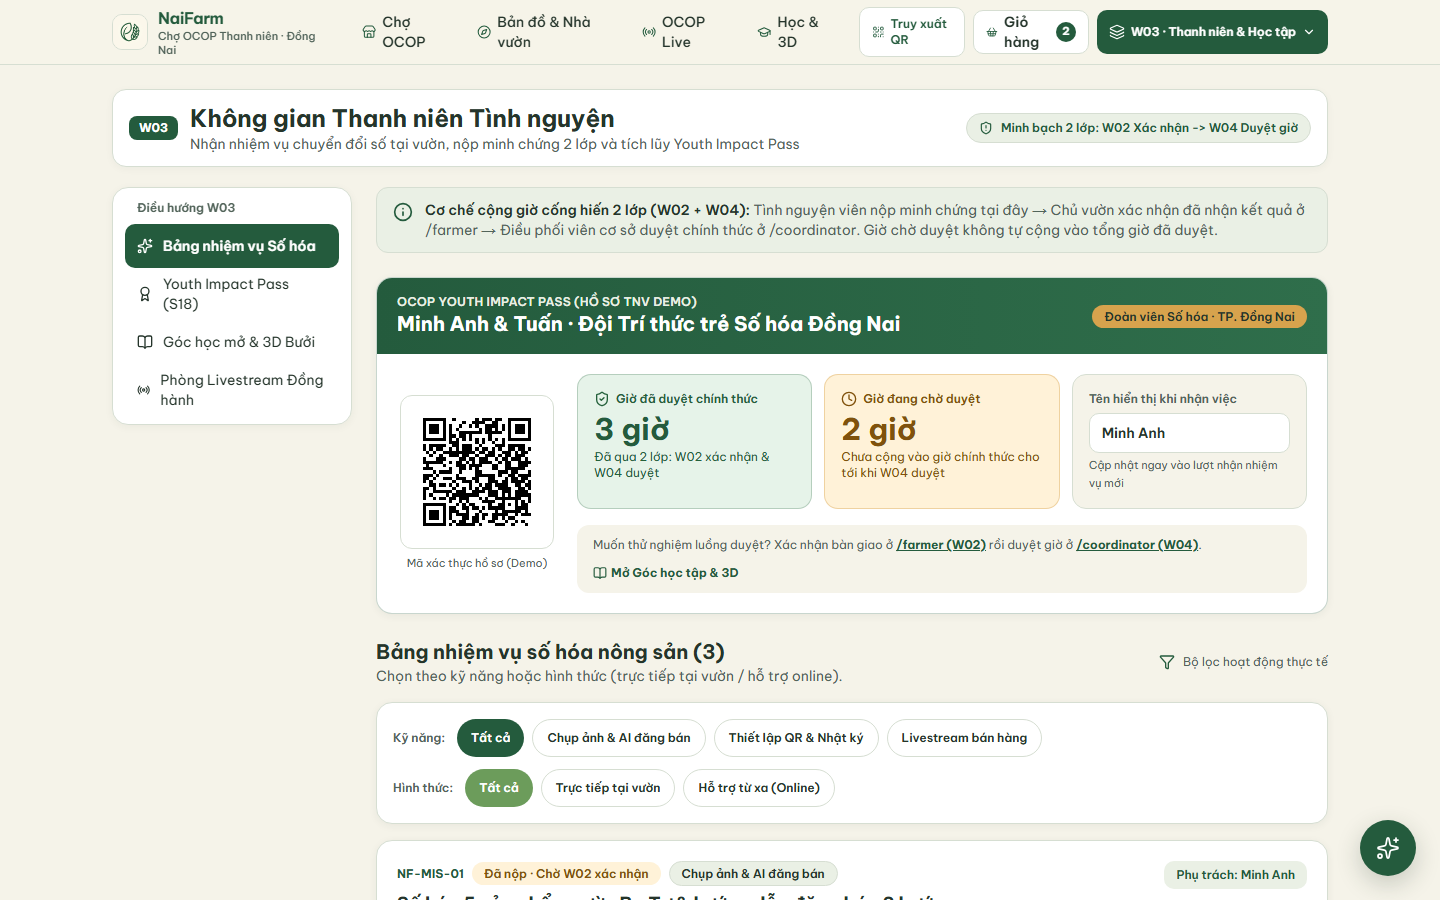 NaiFarm
Chợ OCOP Thanh niên · Đồng
Nai
Chợ
OCOP
Bản đồ & Nhà
vườn
OCOP
Live
Học &
3D
Truy xuất
QR
Giỏ
hàng
2
W03 · Thanh niên & Học tập
W03
Không gian Thanh niên Tình nguyện
Nhận nhiệm vụ chuyển đổi số tại vườn, nộp minh chứng 2 lớp và tích lũy Youth Impact Pass
Minh bạch 2 lớp: W02 Xác nhận -> W04 Duyệt giờ
Điều hướng W03
Bảng nhiệm vụ Số hóa
Youth Impact Pass
(S18)
Góc học mở & 3D Bưởi
Phòng Livestream Đồng
hành
Cơ chế cộng giờ cống hiến 2 lớp (W02 + W04): Tình nguyện viên nộp minh chứng tại đây → Chủ vườn xác nhận đã nhận kết quả ở
/farmer → Điều phối viên cơ sở duyệt chính thức ở /coordinator. Giờ chờ duyệt không tự cộng vào tổng giờ đã duyệt.
OCOP YOUTH IMPACT PASS (HỒ SƠ TNV DEMO)
Minh Anh & Tuấn · Đội Trí thức trẻ Số hóa Đồng Nai
Đoàn viên Số hóa · TP. Đồng Nai
Mã xác thực hồ sơ (Demo)
Giờ đã duyệt chính thức
3 giờ
Đã qua 2 lớp: W02 xác nhận &
W04 duyệt
Giờ đang chờ duyệt
2 giờ
Chưa cộng vào giờ chính thức cho
tới khi W04 duyệt
Tên hiển thị khi nhận việc
Minh Anh
Cập nhật ngay vào lượt nhận nhiệm
vụ mới
Muốn thử nghiệm luồng duyệt? Xác nhận bàn giao ở /farmer (W02) rồi duyệt giờ ở /coordinator (W04).
Mở Góc học tập & 3D
Bảng nhiệm vụ số hóa nông sản (3)
Chọn theo kỹ năng hoặc hình thức (trực tiếp tại vườn / hỗ trợ online).
Bộ lọc hoạt động thực tế
Kỹ năng:
Tất cả
Chụp ảnh & AI đăng bán
Thiết lập QR & Nhật ký
Livestream bán hàng
Hình thức:
Tất cả
Trực tiếp tại vườn
Hỗ trợ từ xa (Online)
NF-MIS-01
Đã nộp · Chờ W02 xác nhận
Chụp ảnh & AI đăng bán
Phụ trách: Minh Anh